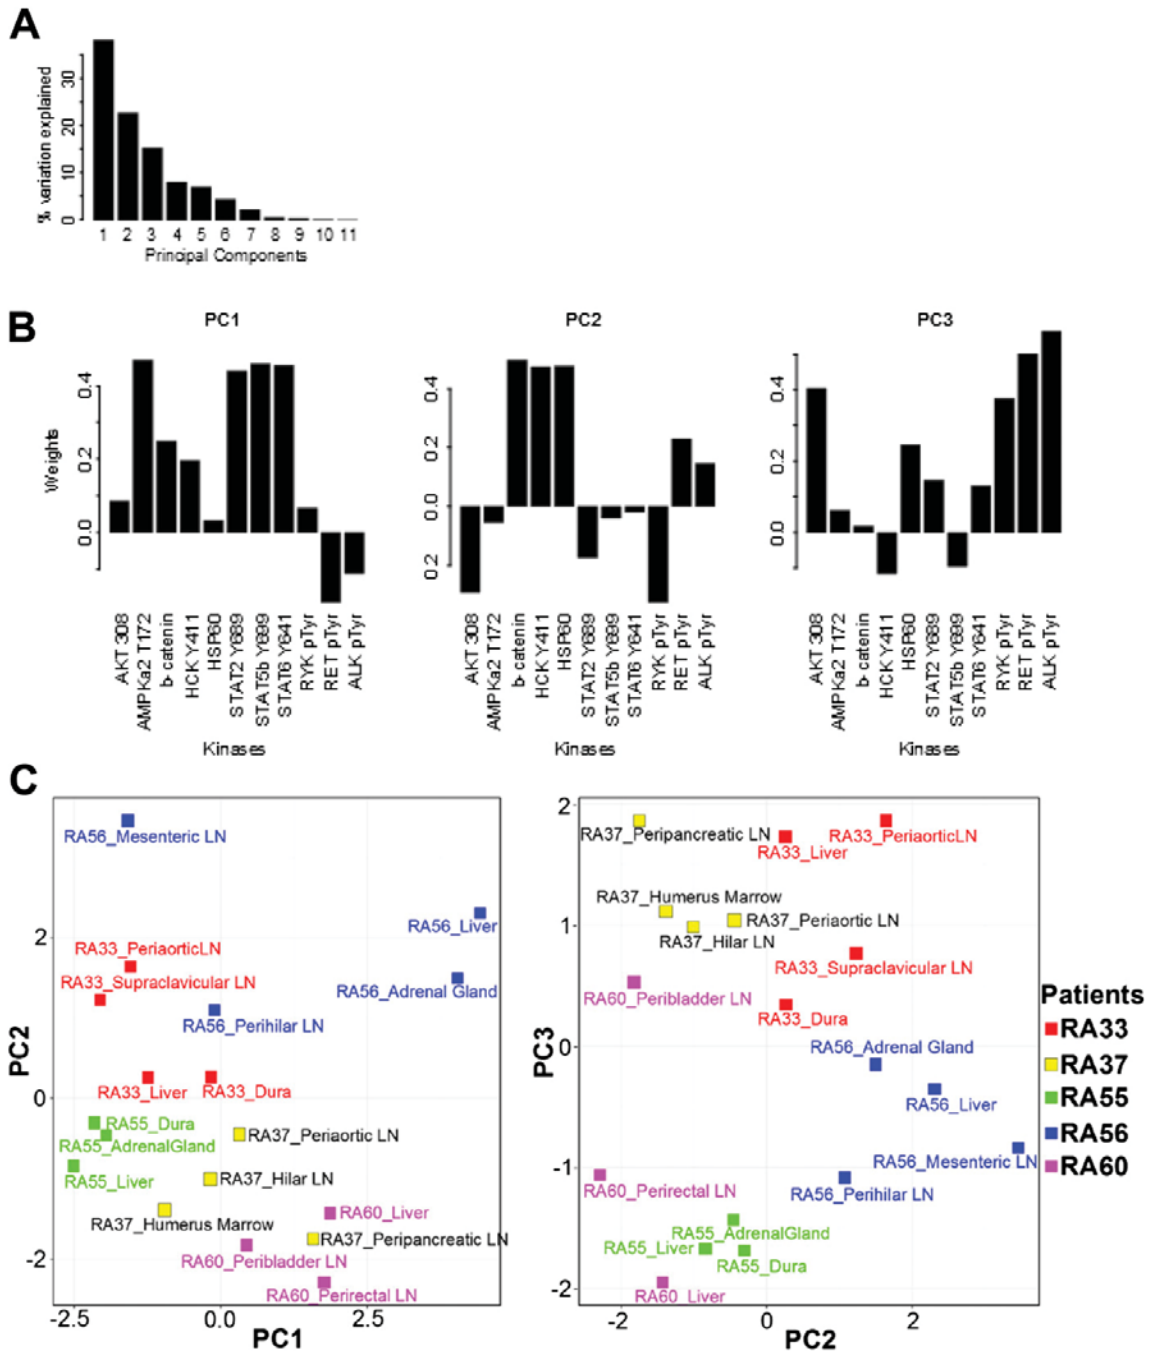 A
% variation explained
30
20
10
0
1 2 3 4 5 6 7 8 9 10 11
Principal Components
B
PC1 PC2 PC3
Weights
0.4
0.2
0.0
0.4
0.2
0.0
0.2
0.4
0.2
0.0
AKT 308
AMPKa2 T172
b catenin
HCK Y411
HSP60
STAT2 Y689
STAT5b Y699
STAT6 Y641
RYK pTyr
RET pTyr
ALK pTyr
AKT 308
AMPKa2 T172
b catenin
HCK Y411
HSP60
STAT2 Y689
STAT5b Y699
STAT6 Y641
RYK pTyr
RET pTyr
ALK pTyr
AKT 308
AMPKa2 T172
b catenin
HCK Y411
HSP60
STAT2 Y689
STAT5b Y699
STAT6 Y641
RYK pTyr
RET pTyr
ALK pTyr
Kinases Kinases Kinases
C
PC2
2
0
-2
RA56_Mesenteric LN
RA56_Liver
RA33_PeriaorticLN
RA33_Supraclavicular LN
RA56_Adrenal Gland
RA56_Perihilar LN
RA33_Liver RA33_Dura
RA55_Dura
RA55_AdrenalGland
RA37_Periaortic LN
RA55_Liver
RA37_Hilar LN
RA37_Humerus Marrow
RA60_Liver
RA37_Peripancreatic LN
RA60_Peribladder LN
RA60_Perirectal LN
-2.5 0.0 2.5
PC1
PC3
2
1
0
-1
-2
RA37_Peripancreatic LN
RA33_PeriaorticLN
RA33_Liver
RA37_Humerus Marrow
RA37_Periaortic LN
RA37_Hilar LN
RA33_Supraclavicular LN
RA60_Peribladder LN
RA33_Dura
RA56_Adrenal Gland
RA56_Liver
RA56_Mesenteric LN
RA60_Perirectal LN
RA56_Perihilar LN
RA55_AdrenalGland
RA55_Liver
RA55_Dura
RA60_Liver
-2 0 2
PC2
Patients
RA33
RA37
RA55
RA56
RA60